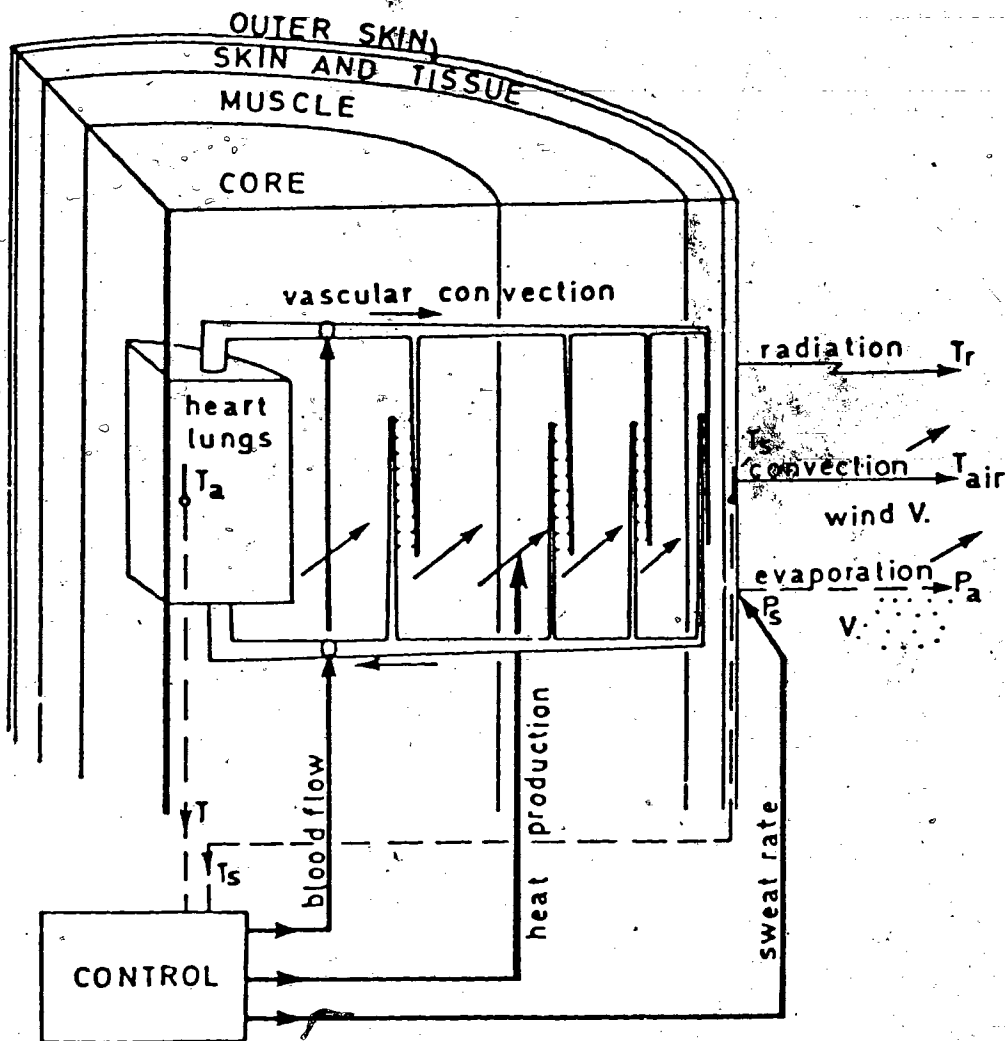 OUTER SKIN
SKIN AND TISSUE
MUSCLE
CORE
vascular convection
heart
lungs
Ta
radiation Tr
Ts
convection Tair
wind V.
evaporation Pa
Ps
V.
T
Ts
blood flow
heat production
sweat rate
CONTROL